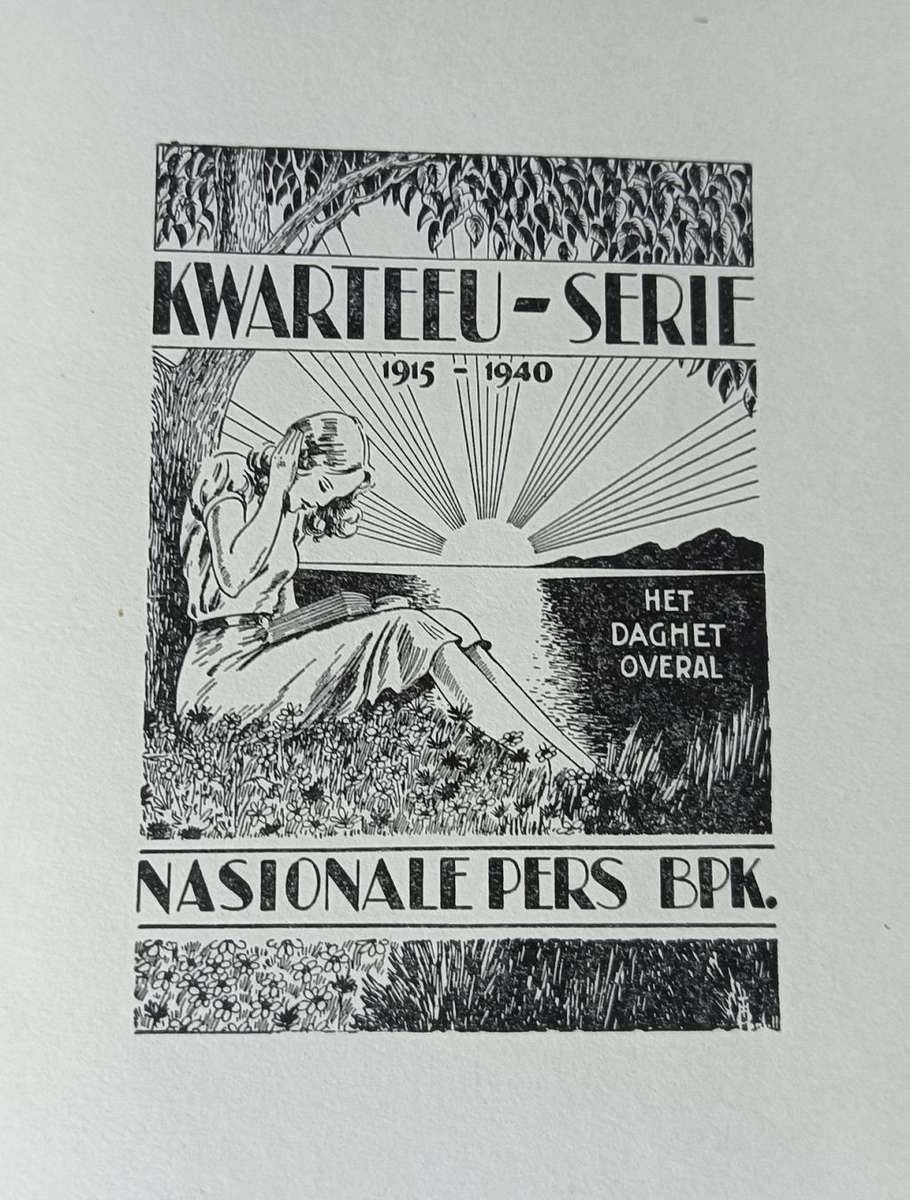 KWARTEEU-SERIE
1915 - 1940
HET
DAGHET
OVERAL
NASIONALE PERS BPK.